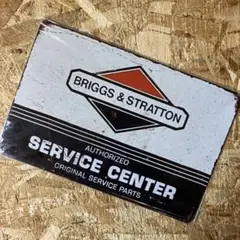 BRIGGS & STRATTON
AUTHORIZED
SERVICE CENTER
ORIGINAL SERVICE PARTS